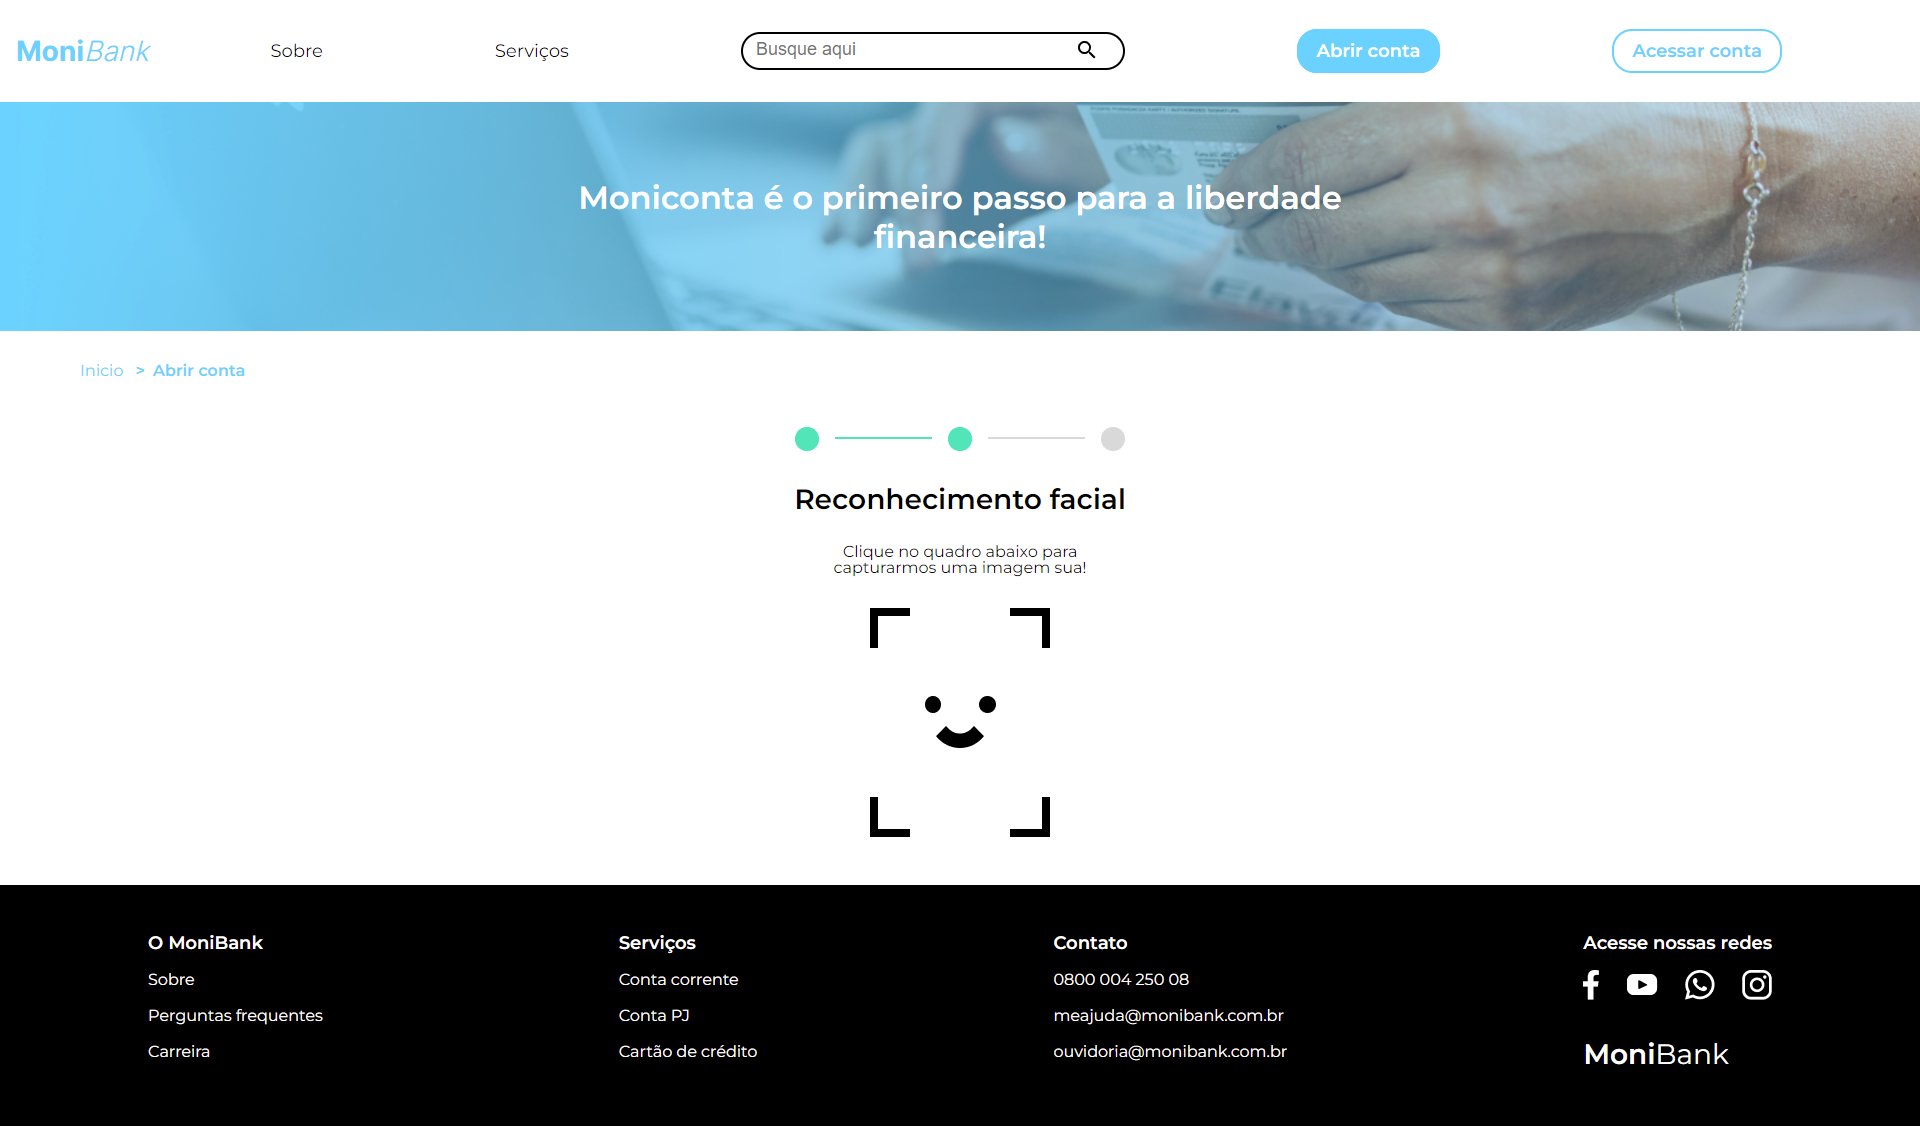 MoniBank
Sobre
Serviços
Busque aqui
Abrir conta
Acessar conta
Moniconta é o primeiro passo para a liberdade
financeira!
Inicio > Abrir conta
Reconhecimento facial
Clique no quadro abaixo para
capturarmos uma imagem sua!
O MoniBank
Sobre
Perguntas frequentes
Carreira
Serviços
Conta corrente
Conta PJ
Cartão de crédito
Contato
0800 004 250 08
meajuda@monibank.com.br
ouvidoria@monibank.com.br
Acesse nossas redes
MoniBank